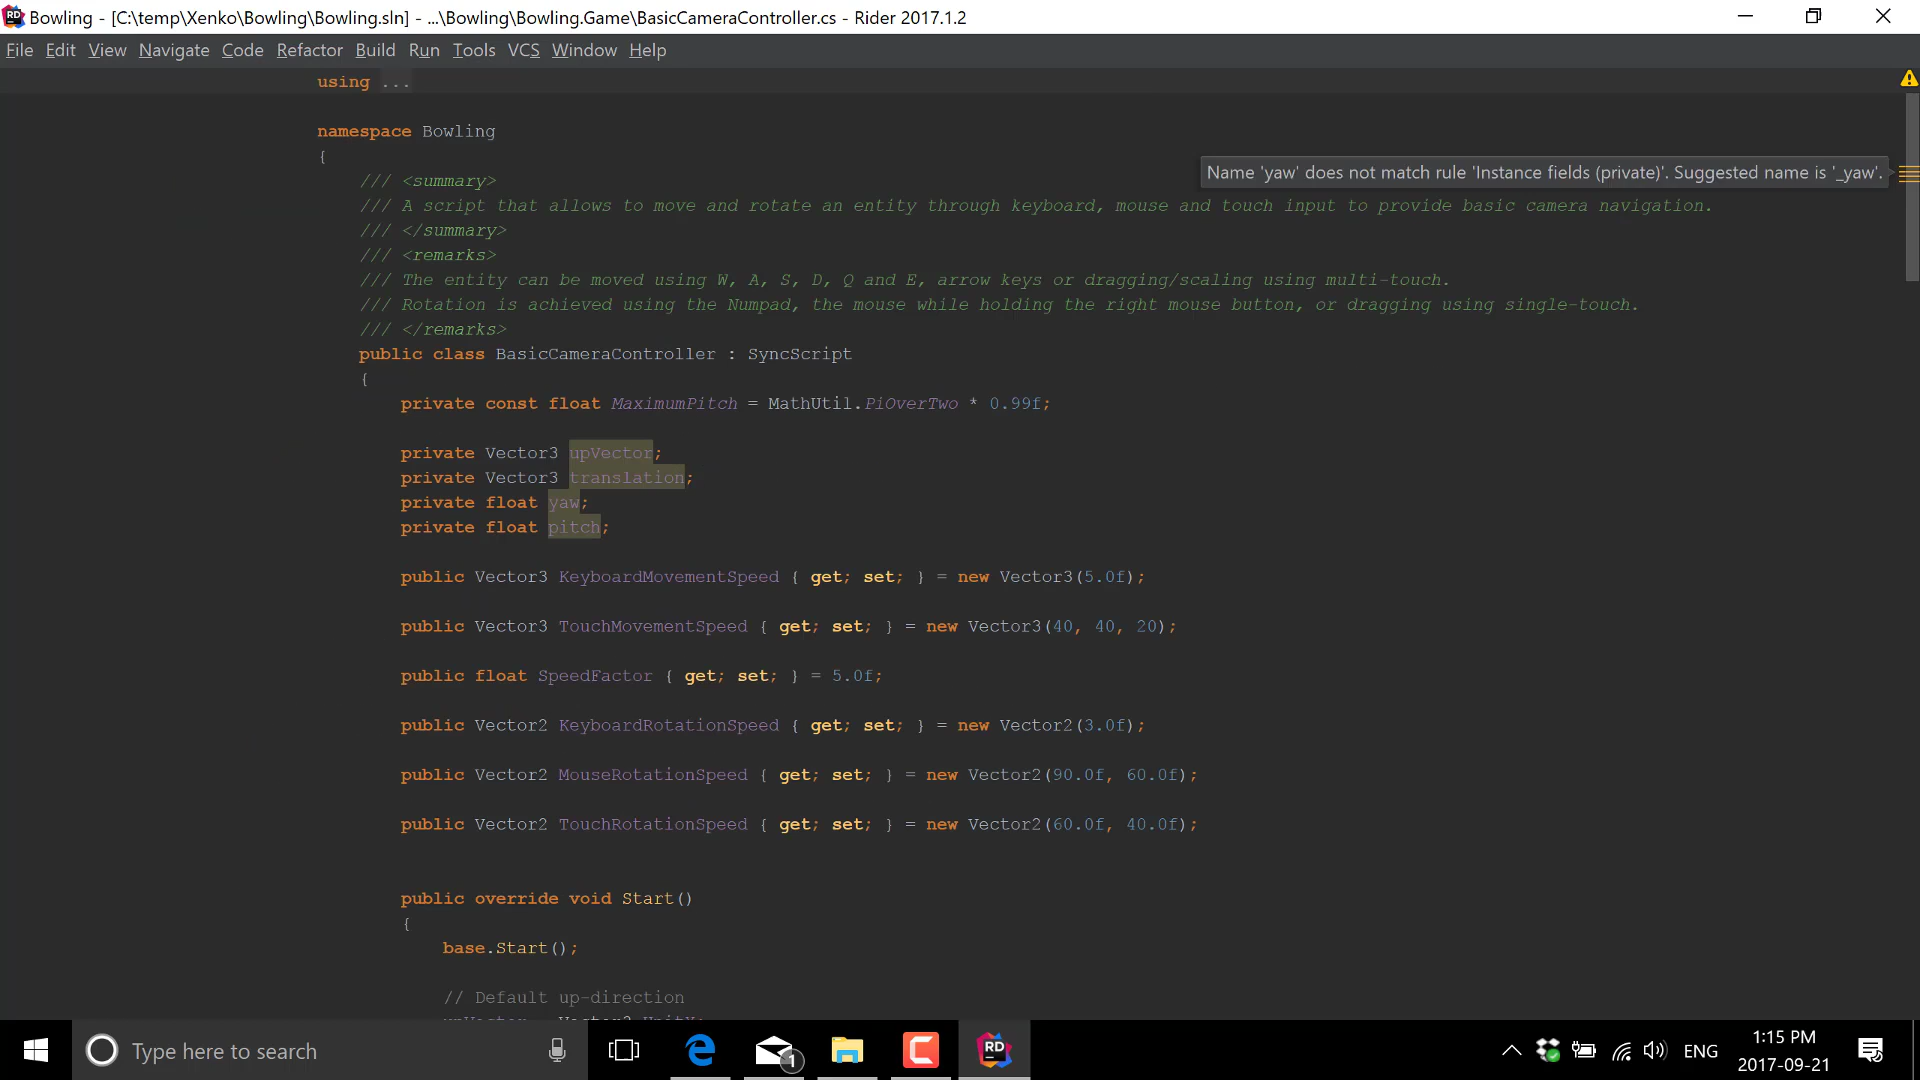 Bowling - [C:\temp\Xenko\Bowling\Bowling.sln] - ...\Bowling\Bowling.Game\BasicCameraController.cs - Rider 2017.1.2
File Edit View Navigate Code Refactor Build Run Tools VCS Window Help
using ...
namespace Bowling
{
Name 'yaw' does not match rule 'Instance fields (private)'. Suggested name is '_yaw'.
/// <summary>
/// A script that allows to move and rotate an entity through keyboard, mouse and touch input to provide basic camera navigation.
/// </summary>
/// <remarks>
/// The entity can be moved using W, A, S, D, Q and E, arrow keys or dragging/scaling using multi-touch.
/// Rotation is achieved using the Numpad, the mouse while holding the right mouse button, or dragging using single-touch.
/// </remarks>
public class BasicCameraController : SyncScript
{
private const float MaximumPitch = MathUtil.PiOverTwo * 0.99f;
private Vector3 upVector;
private Vector3 translation;
private float yaw;
private float pitch;
public Vector3 KeyboardMovementSpeed { get; set; } = new Vector3(5.0f);
public Vector3 TouchMovementSpeed { get; set; } = new Vector3(40, 40, 20);
public float SpeedFactor { get; set; } = 5.0f;
public Vector2 KeyboardRotationSpeed { get; set; } = new Vector2(3.0f);
public Vector2 MouseRotationSpeed { get; set; } = new Vector2(90.0f, 60.0f);
public Vector2 TouchRotationSpeed { get; set; } = new Vector2(60.0f, 40.0f);
public override void Start()
{
base.Start();
// Default up-direction
Type here to search
1
RD
ENG
1:15 PM
2017-09-21